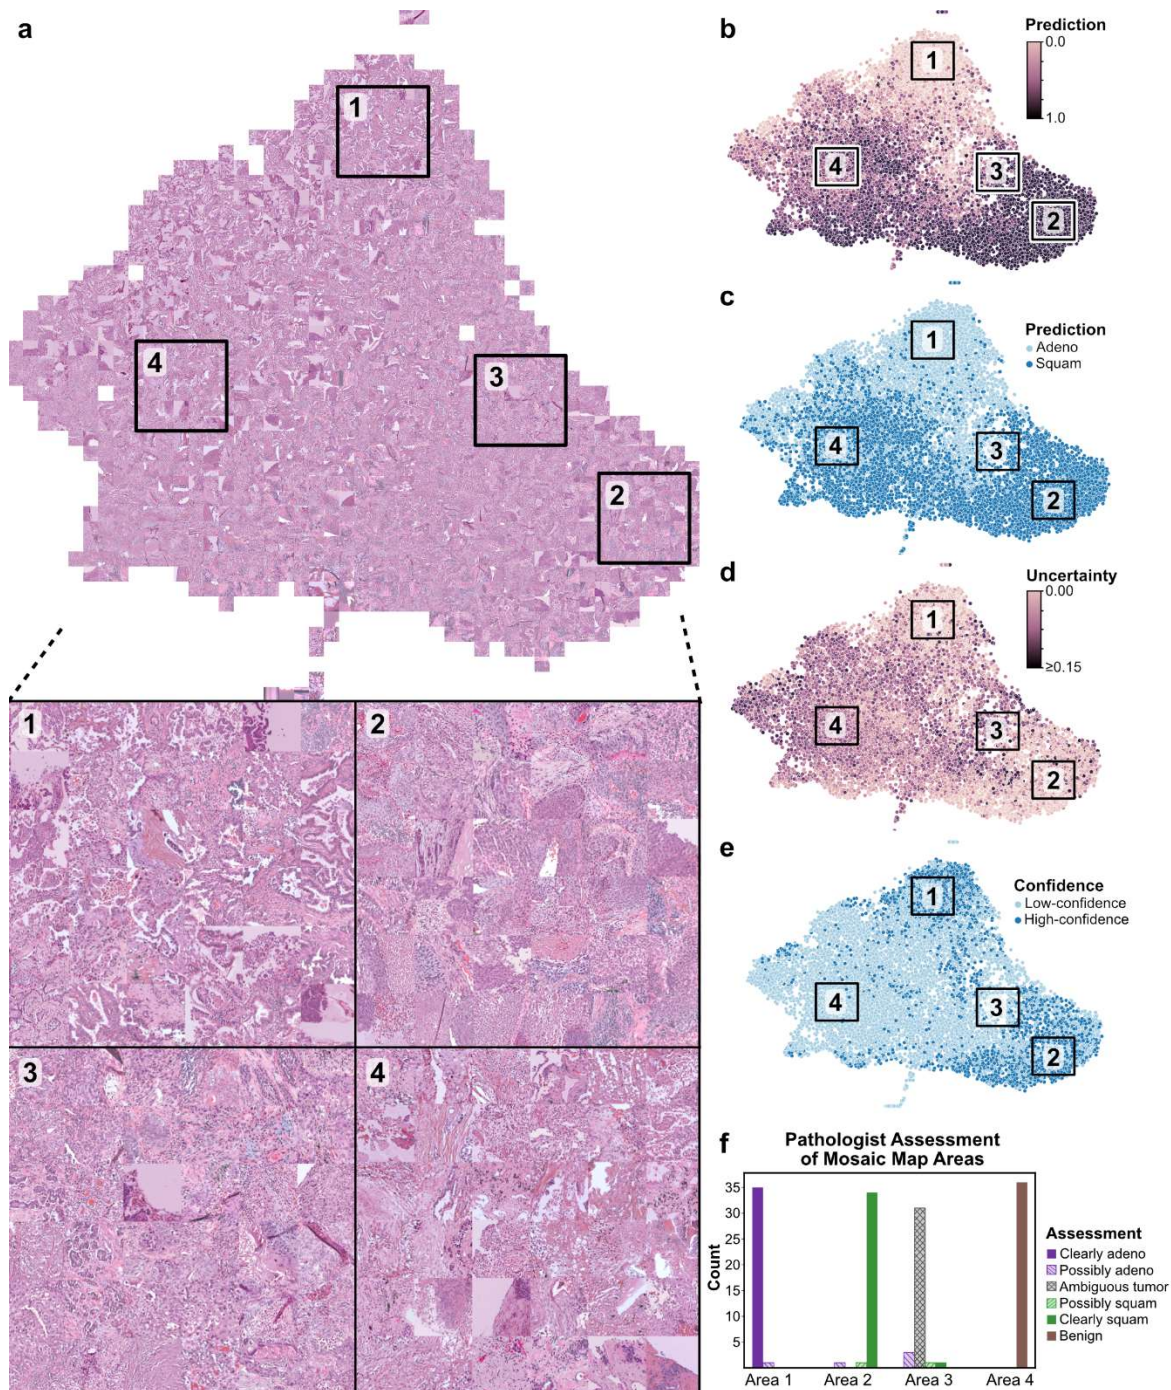 a
1
4
3
2
1
2
3
4
b
Prediction
0.0
1.0
1
4
3
2
c
Prediction
Adeno
Squam
1
4
3
2
d
Uncertainty
0.00
≥0.15
1
4
3
2
e
Confidence
Low-confidence
High-confidence
1
4
3
2
f
Pathologist Assessment
of Mosaic Map Areas
35
30
25
20
15
10
5
Count
Area 1 Area 2 Area 3 Area 4
Assessment
Clearly adeno
Possibly adeno
Ambiguous tumor
Possibly squam
Clearly squam
Benign